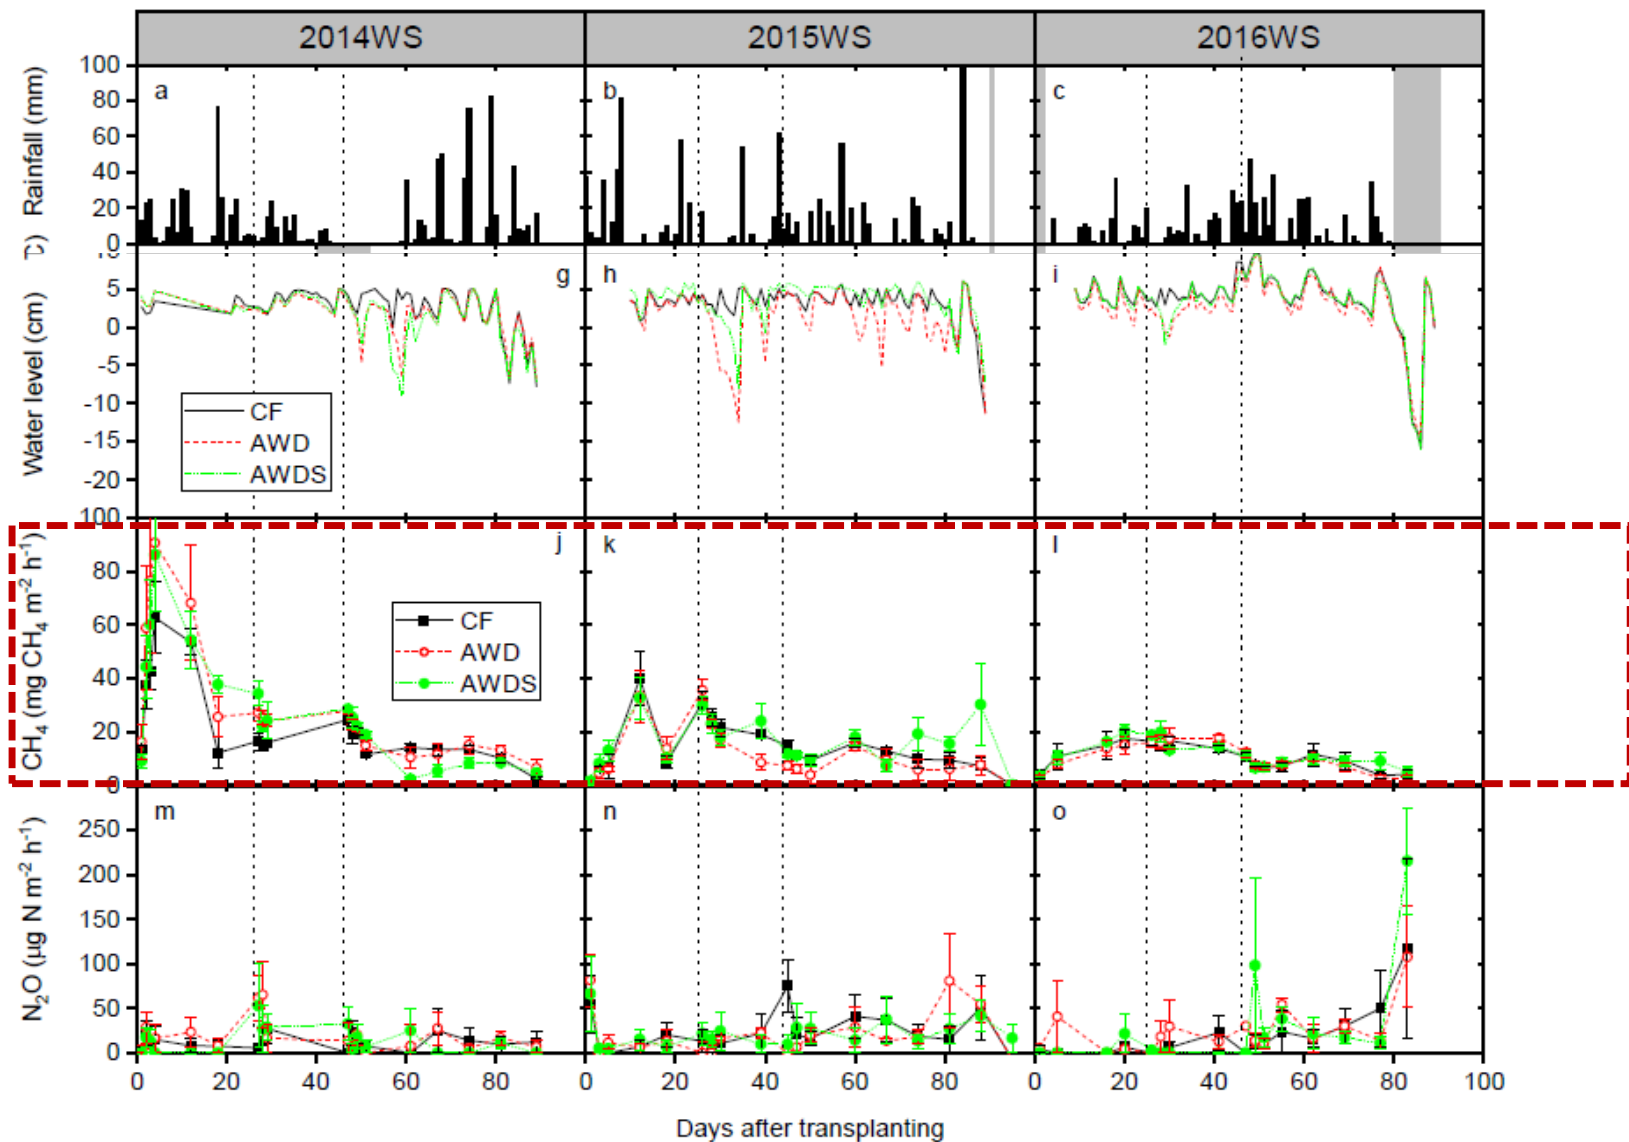 2014WS 2015WS 2016WS
Rainfall (mm)
100
80
60
40
20
0
a b c
℃)
Water level (cm)
5
0
-5
-10
-15
-20
g h i
CF
AWD
AWDS
CH4 (mg CH4 m-2 h-1)
100
80
60
40
20
0
j k l
CF
AWD
AWDS
N2O (μg N m-2 h-1)
250
200
150
100
50
0
m n o
0 20 40 60 80 0 20 40 60 80 0 20 40 60 80 100
Days after transplanting